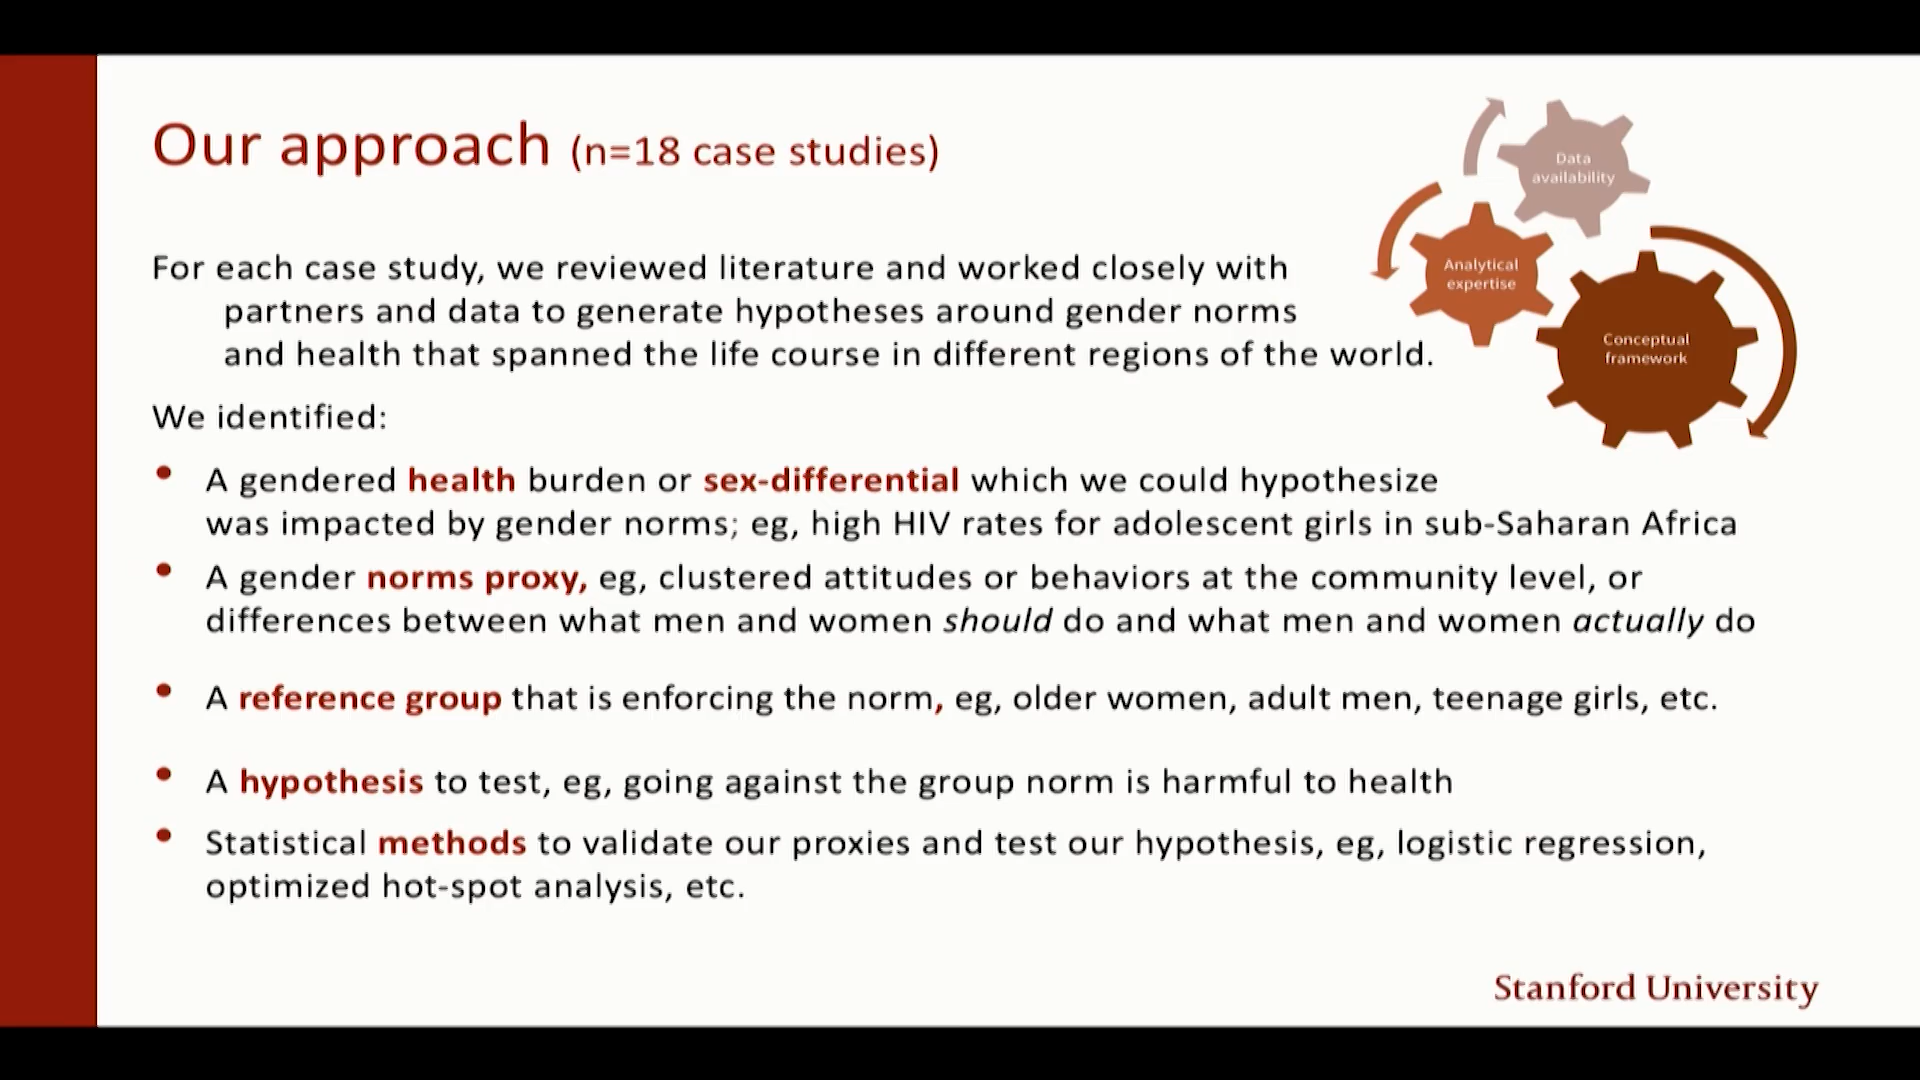 Our approach (n=18 case studies)
Data
availability
Analytical
expertise
Conceptual
framework
For each case study, we reviewed literature and worked closely with
partners and data to generate hypotheses around gender norms
and health that spanned the life course in different regions of the world.
We identified:
• A gendered health burden or sex-differential which we could hypothesize
was impacted by gender norms; eg, high HIV rates for adolescent girls in sub-Saharan Africa
• A gender norms proxy, eg, clustered attitudes or behaviors at the community level, or
differences between what men and women should do and what men and women actually do
• A reference group that is enforcing the norm, eg, older women, adult men, teenage girls, etc.
• A hypothesis to test, eg, going against the group norm is harmful to health
• Statistical methods to validate our proxies and test our hypothesis, eg, logistic regression,
optimized hot-spot analysis, etc.
Stanford University